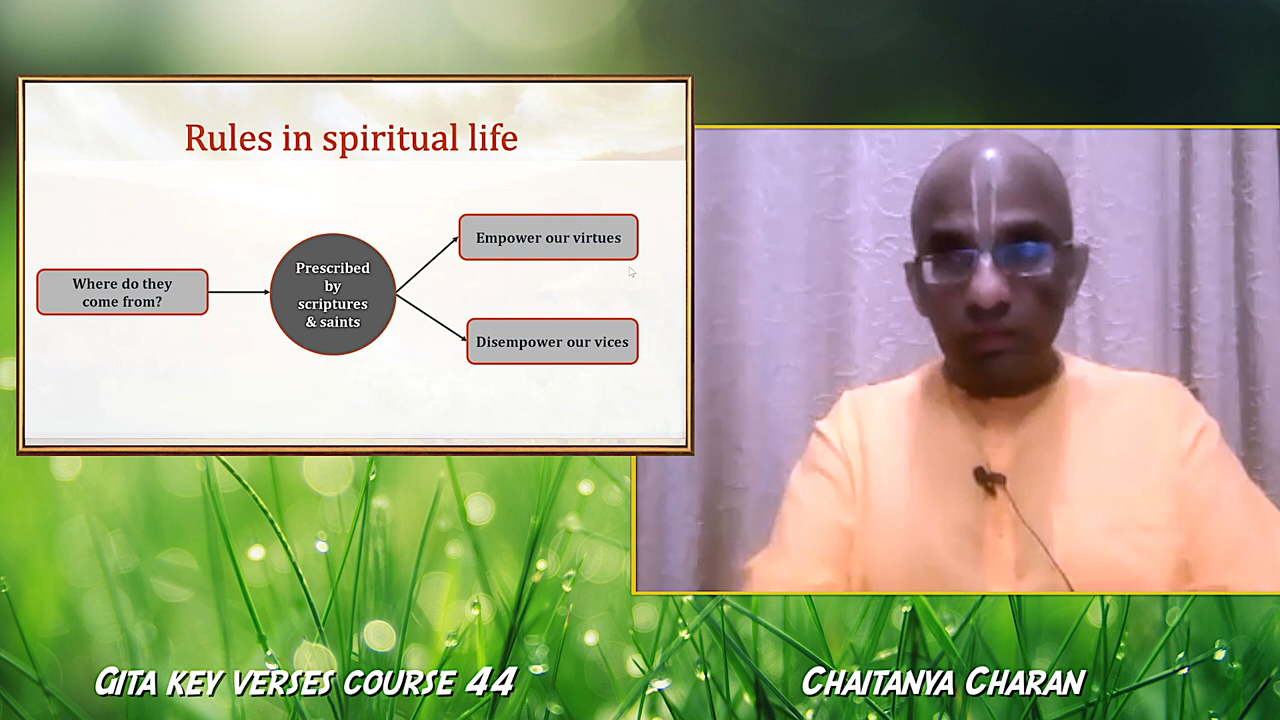 Rules in spiritual life
Where do they
come from?
Prescribed
by
scriptures
& saints
Empower our virtues
Disempower our vices
GITA KEY VERSES COURSE 44
CHAITANYA CHARAN